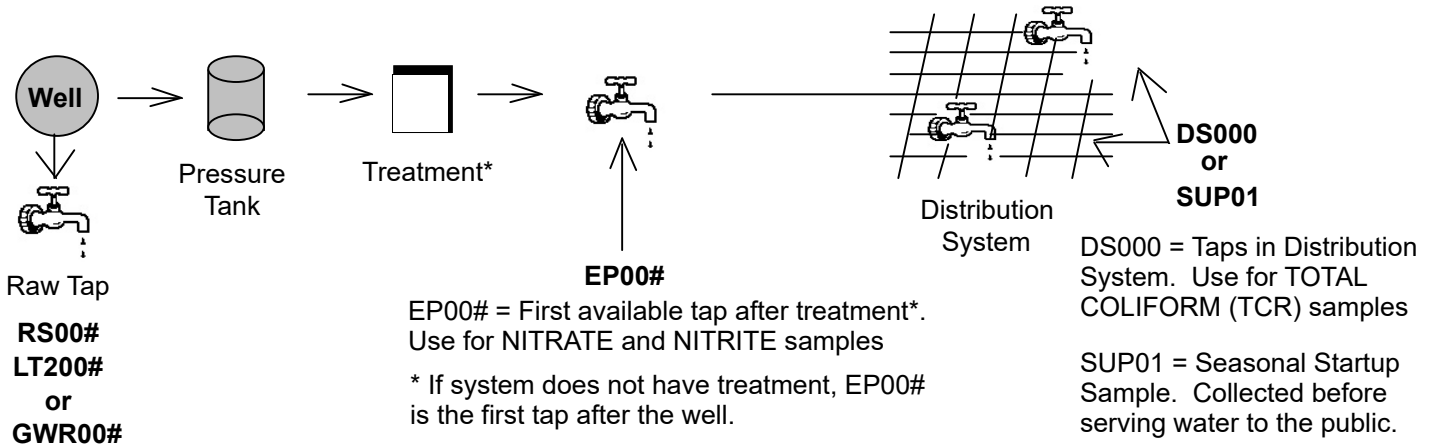 Well
Raw Tap
RS00#
LT200#
or
GWR00#
Pressure
Tank
Treatment*
EP00#
EP00# = First available tap after treatment*.
Use for NITRATE and NITRITE samples
* If system does not have treatment, EP00#
is the first tap after the well.
Distribution
System
DS000
or
SUP01
DS000 = Taps in Distribution
System. Use for TOTAL
COLIFORM (TCR) samples
SUP01 = Seasonal Startup
Sample. Collected before
serving water to the public.